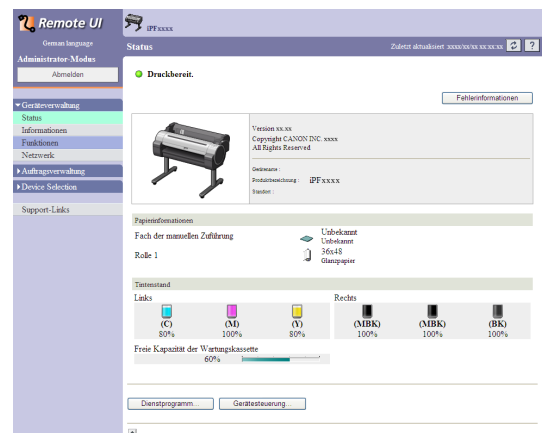 Remote UI
German language
Administrator-Modus
Abmelden
Geräteverwaltung
Status
Informationen
Funktionen
Netzwerk
Auftragsverwaltung
Device Selection
Support-Links
iPFxxxx
Status
Zuletzt aktualisiert xxxx/xx/xx xx:xx:xx
?
Druckbereit.
Fehlerinformationen
Version xx.xx
Copyright CANON INC. xxxx
All Rights Reserved
Gerätename :
Produktbezeichnung : iPFxxxx
Standort :
Papierinformationen
Fach der manuellen Zuführung
Unbekannt
Unbekannt
Rolle 1
36x48
Glanzpapier
Tintenstand
Links
Rechts
(C) (M) (Y) (MBK) (MBK) (BK)
80% 100% 80% 100% 100% 100%
Freie Kapazität der Wartungskassette
60%
Dienstprogramm...
Gerätesteuerung...